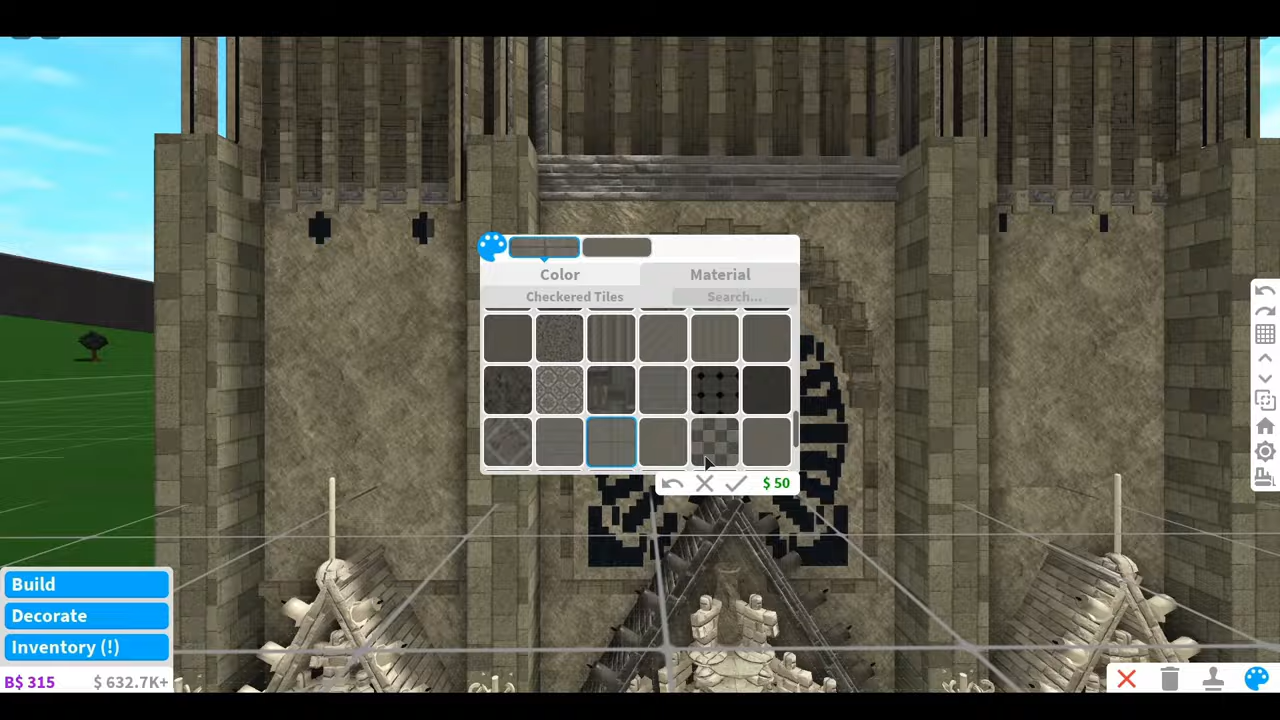 Color
Material
Checkered Tiles
Search...
$ 50
Build
Decorate
Inventory (!)
B$ 315
$ 632.7K+